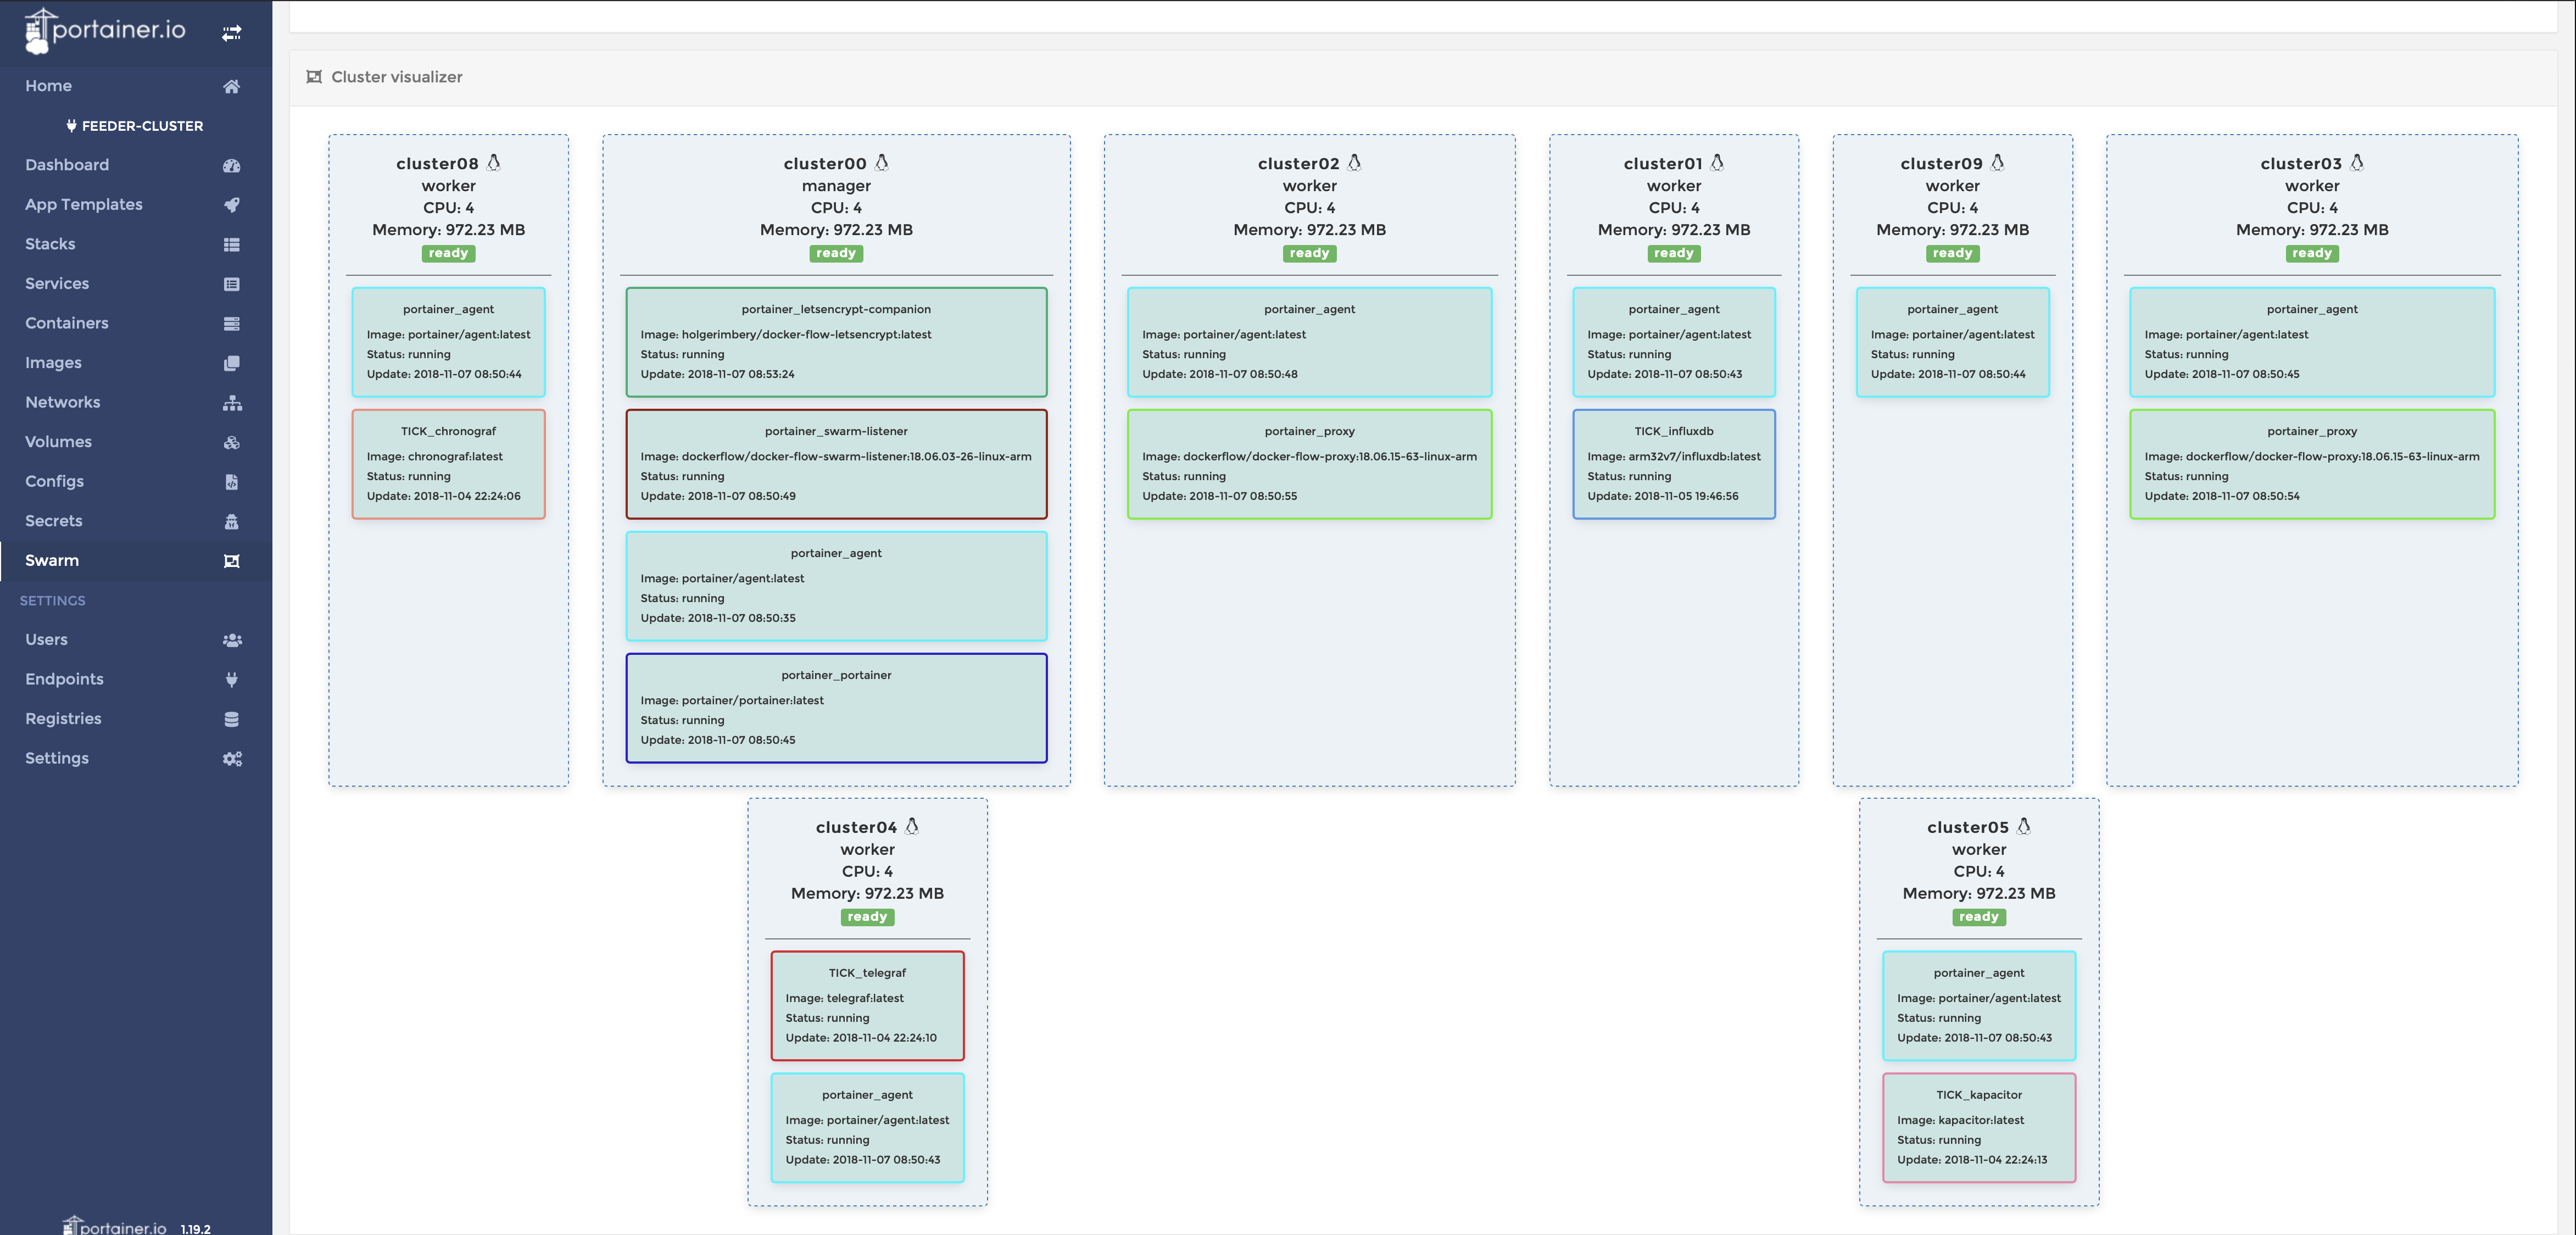 portainer.io
Home
FEEDER-CLUSTER
Dashboard
App Templates
Stacks
Services
Containers
Images
Networks
Volumes
Configs
Secrets
Swarm
SETTINGS
Users
Endpoints
Registries
Settings
portainer.io 1.19.2
Cluster visualizer
cluster08
worker
CPU: 4
Memory: 972.23 MB
ready
portainer_agent
Image: portainer/agent:latest
Status: running
Update: 2018-11-07 08:50:44
TICK_chronograf
Image: chronograf:latest
Status: running
Update: 2018-11-04 22:24:06
cluster00
manager
CPU: 4
Memory: 972.23 MB
ready
portainer_letsencrypt-companion
Image: holgerimbery/docker-flow-letsencrypt:latest
Status: running
Update: 2018-11-07 08:53:24
portainer_swarm-listener
Image: dockerflow/docker-flow-swarm-listener:18.06.03-26-linux-arm
Status: running
Update: 2018-11-07 08:50:49
portainer_agent
Image: portainer/agent:latest
Status: running
Update: 2018-11-07 08:50:35
portainer_portainer
Image: portainer/portainer:latest
Status: running
Update: 2018-11-07 08:50:45
cluster02
worker
CPU: 4
Memory: 972.23 MB
ready
portainer_agent
Image: portainer/agent:latest
Status: running
Update: 2018-11-07 08:50:48
portainer_proxy
Image: dockerflow/docker-flow-proxy:18.06.15-63-linux-arm
Status: running
Update: 2018-11-07 08:50:55
cluster01
worker
CPU: 4
Memory: 972.23 MB
ready
portainer_agent
Image: portainer/agent:latest
Status: running
Update: 2018-11-07 08:50:43
TICK_influxdb
Image: arm32v7/influxdb:latest
Status: running
Update: 2018-11-05 19:46:56
cluster09
worker
CPU: 4
Memory: 972.23 MB
ready
portainer_agent
Image: portainer/agent:latest
Status: running
Update: 2018-11-07 08:50:44
cluster03
worker
CPU: 4
Memory: 972.23 MB
ready
portainer_agent
Image: portainer/agent:latest
Status: running
Update: 2018-11-07 08:50:45
portainer_proxy
Image: dockerflow/docker-flow-proxy:18.06.15-63-linux-arm
Status: running
Update: 2018-11-07 08:50:54
cluster04
worker
CPU: 4
Memory: 972.23 MB
ready
TICK_telegraf
Image: telegraf:latest
Status: running
Update: 2018-11-04 22:24:10
portainer_agent
Image: portainer/agent:latest
Status: running
Update: 2018-11-07 08:50:43
cluster05
worker
CPU: 4
Memory: 972.23 MB
ready
portainer_agent
Image: portainer/agent:latest
Status: running
Update: 2018-11-07 08:50:43
TICK_kapacitor
Image: kapacitor:latest
Status: running
Update: 2018-11-04 22:24:13